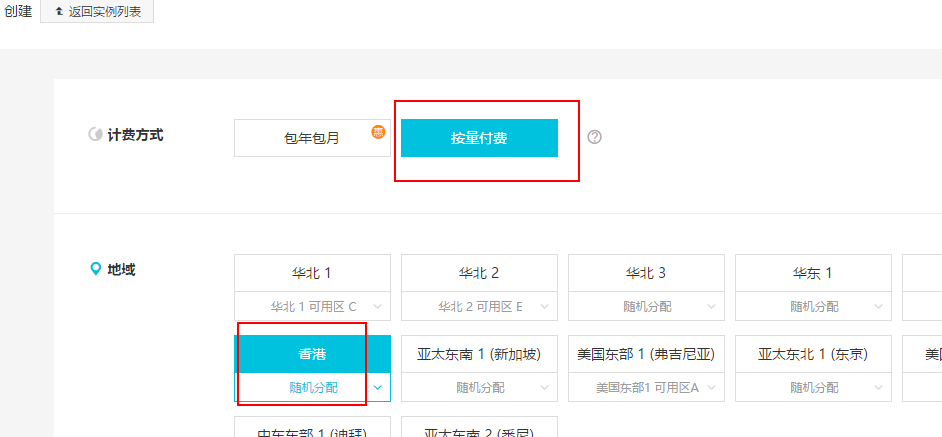 创建 返回实例列表
计费方式 包年包月 惠 按量付费 ?
地域 华北 1 华北 2 华北 3 华东 1
华北 1 可用区 C 华北 2 可用区 E 随机分配 随机分配
香港 亚太东南 1 (新加坡) 美国东部 1 (弗吉尼亚) 亚太东北 1 (东京) 美
随机分配 随机分配 美国东部1 可用区A 随机分配
中东东部 1 (迪拜) 亚太东南 2 (悉尼)